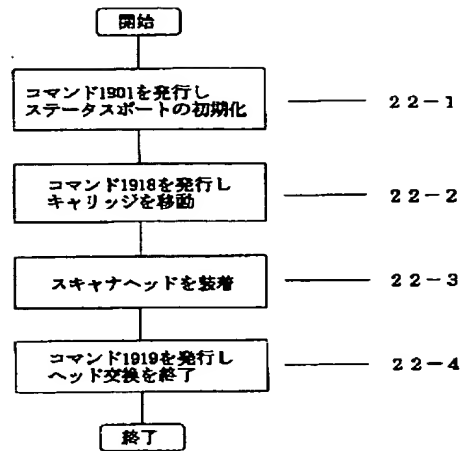 開始
コマンド1901を発行し
ステータスポートの初期化
22-1
コマンド1918を発行し
キャリッジを移動
22-2
スキャナヘッドを装着
22-3
コマンド1919を発行し
ヘッド交換を終了
22-4
終了